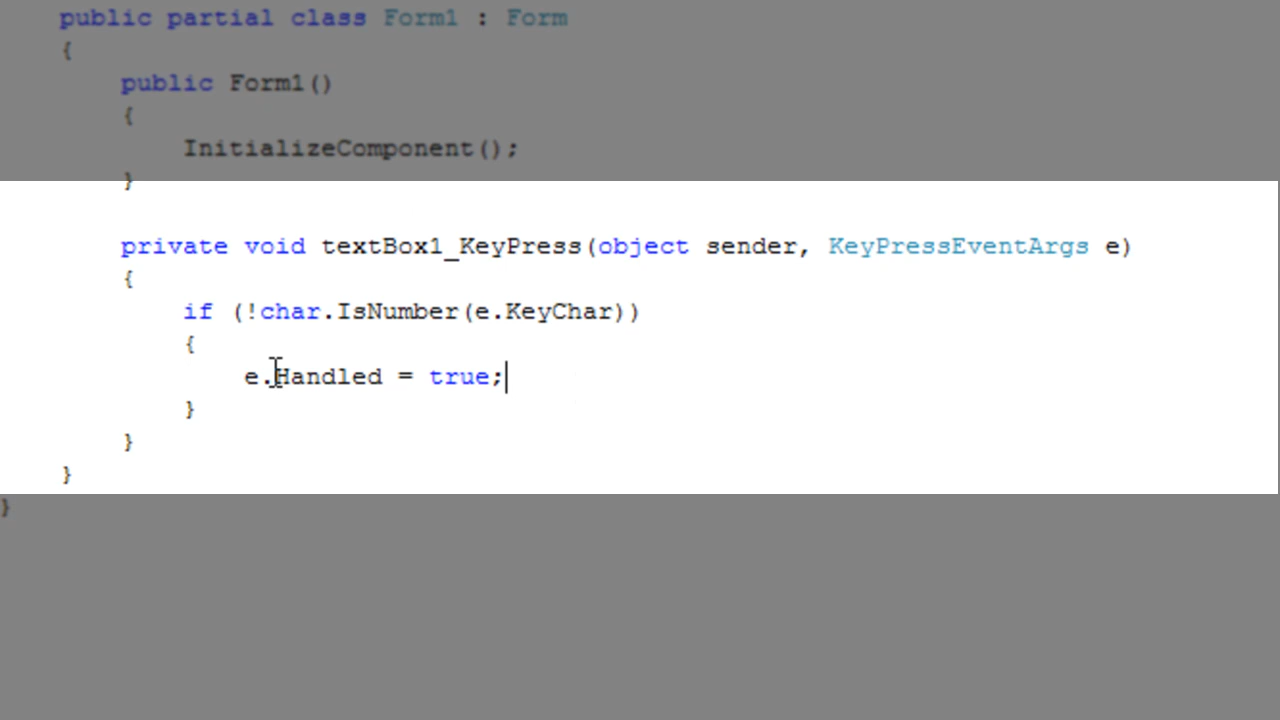 public partial class Form1 : Form
{
public Form1()
{
InitializeComponent();
}
private void textBox1_KeyPress(object sender, KeyPressEventArgs e)
{
if (!char.IsNumber(e.KeyChar))
{
e.Handled = true;
}
}
}
}